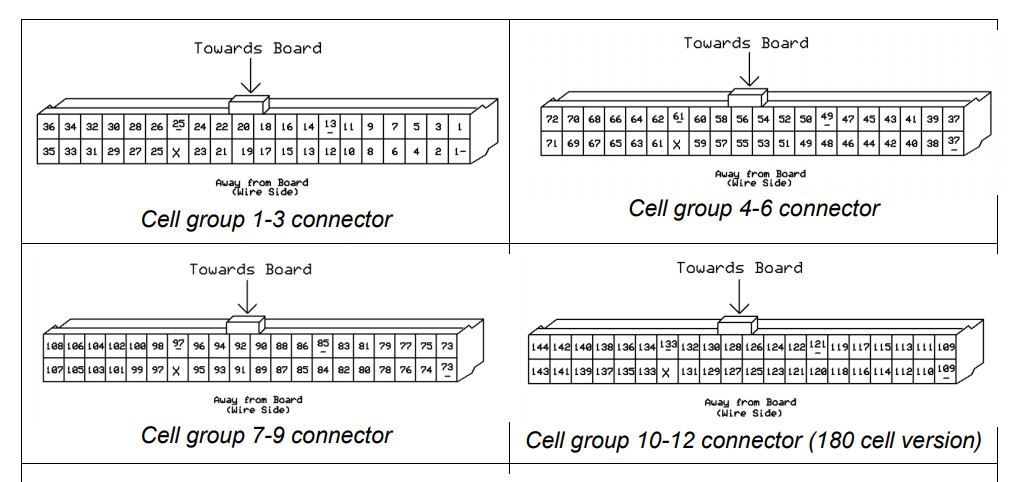 Towards Board
36 34 32 30 28 26 25- 24 22 20 18 16 14 13- 11 9 7 5 3 1
35 33 31 29 27 25 X 23 21 19 17 15 13 12 10 8 6 4 2 1-
Away from Board
(Wire Side)
Cell group 1-3 connector
Towards Board
72 70 68 66 64 62 61- 60 58 56 54 52 50 49- 47 45 43 41 39 37
71 69 67 65 63 61 X 59 57 55 53 51 49 48 46 44 42 40 38 37-
Away from Board
(Wire Side)
Cell group 4-6 connector
Towards Board
108 106 104 102 100 98 97- 96 94 92 90 88 86 85- 83 81 79 77 75 73
107 105 103 101 99 97 X 95 93 91 89 87 85 84 82 80 78 76 74 73-
Away from Board
(Wire Side)
Cell group 7-9 connector
Towards Board
144 142 140 138 136 134 133- 132 130 128 126 124 122 121- 119 117 115 113 111 109
143 141 139 137 135 133 X 131 129 127 125 123 121 120 118 116 114 112 110 109-
Away from Board
(Wire Side)
Cell group 10-12 connector (180 cell version)